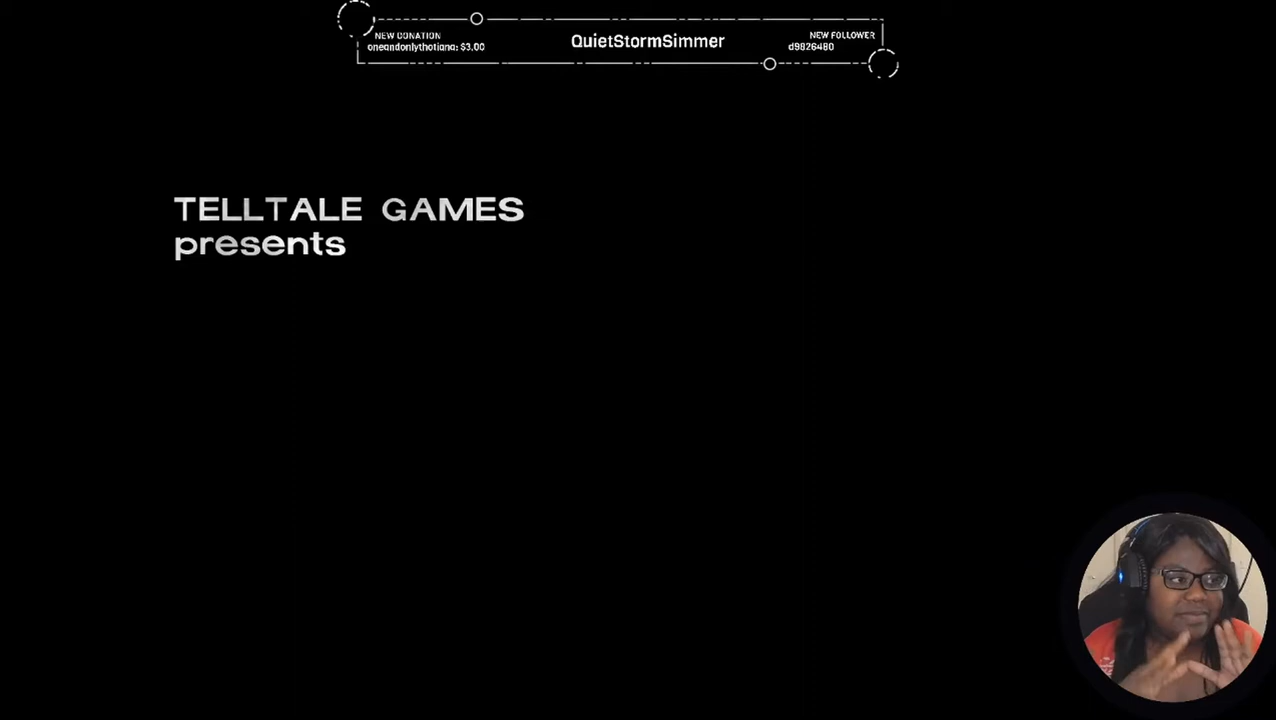 NEW DONATION
oneandonlythotiana: $3.00
QuietStormSimmer
NEW FOLLOWER
d9826480
TELLTALE GAMES
presents